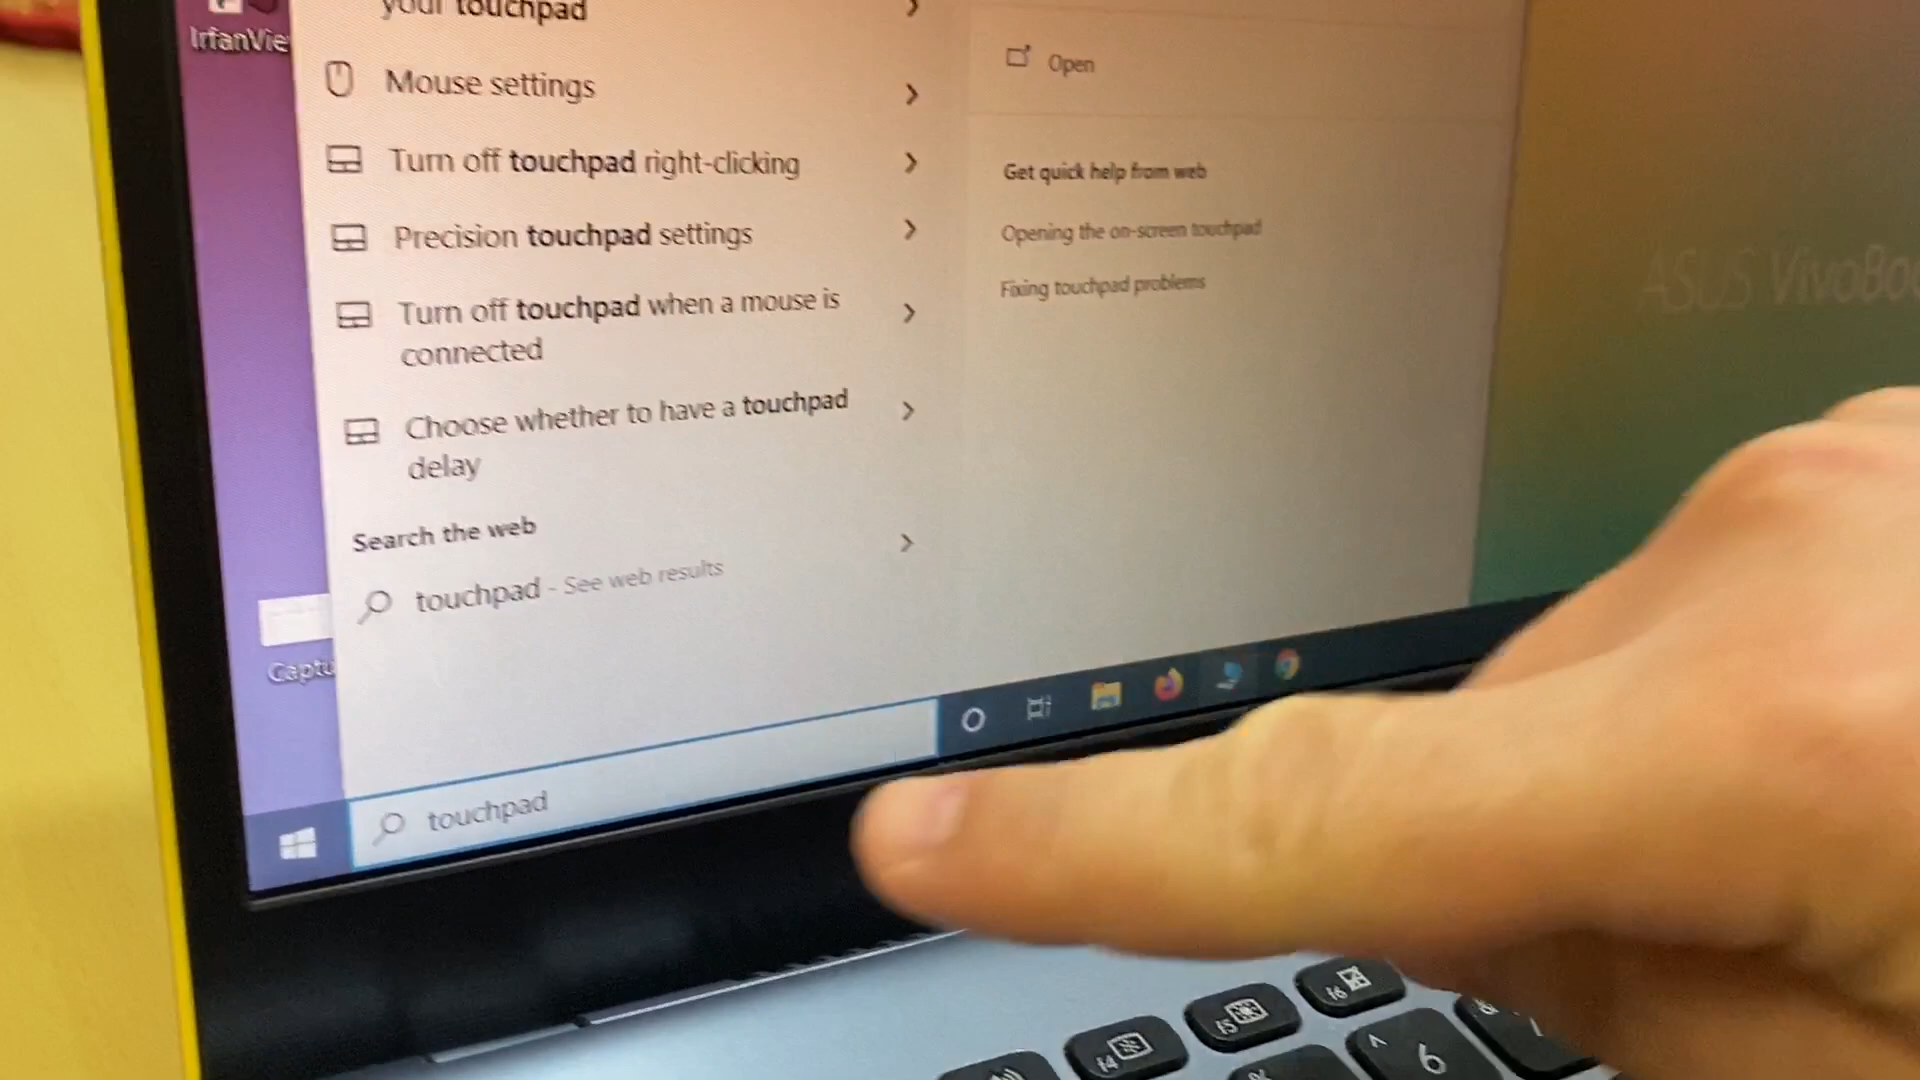 IrfanVie
your touchpad
Mouse settings
Turn off touchpad right-clicking
Precision touchpad settings
Turn off touchpad when a mouse is
connected
Choose whether to have a touchpad
delay
Search the web
touchpad - See web results
Captu
touchpad
Open
Get quick help from web
Opening the on-screen touchpad
Fixing touchpad problems
ASUS VivoBoo
f4
f5
f6
^
6
%